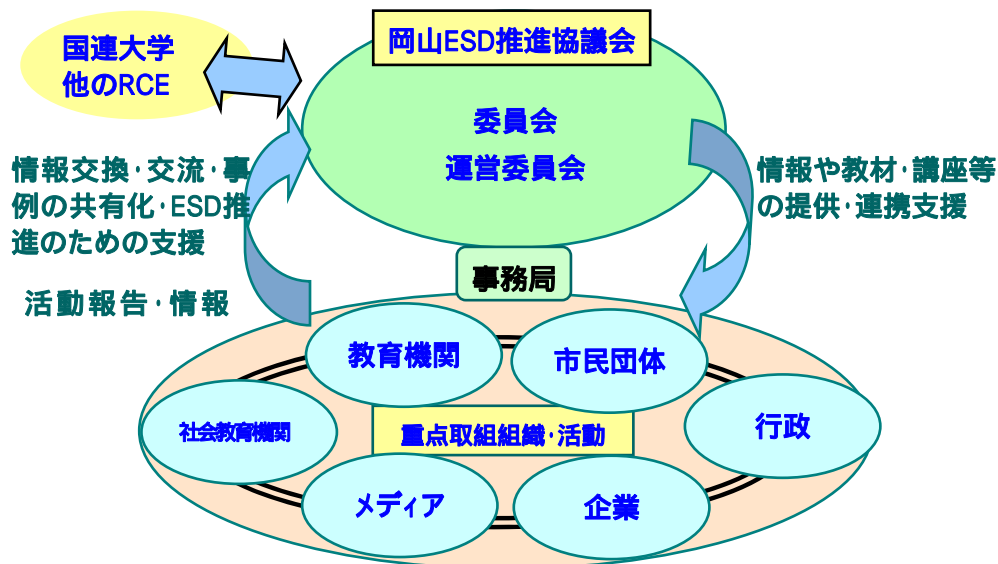 国連大学
他のRCE
岡山ESD推進協議会
委員会
運営委員会
情報交換・交流・事
例の共有化・ESD推
進のための支援
情報や教材・講座等
の提供・連携支援
活動報告・情報
事務局
教育機関
市民団体
社会教育機関
重点取組組織・活動
行政
メディア
企業